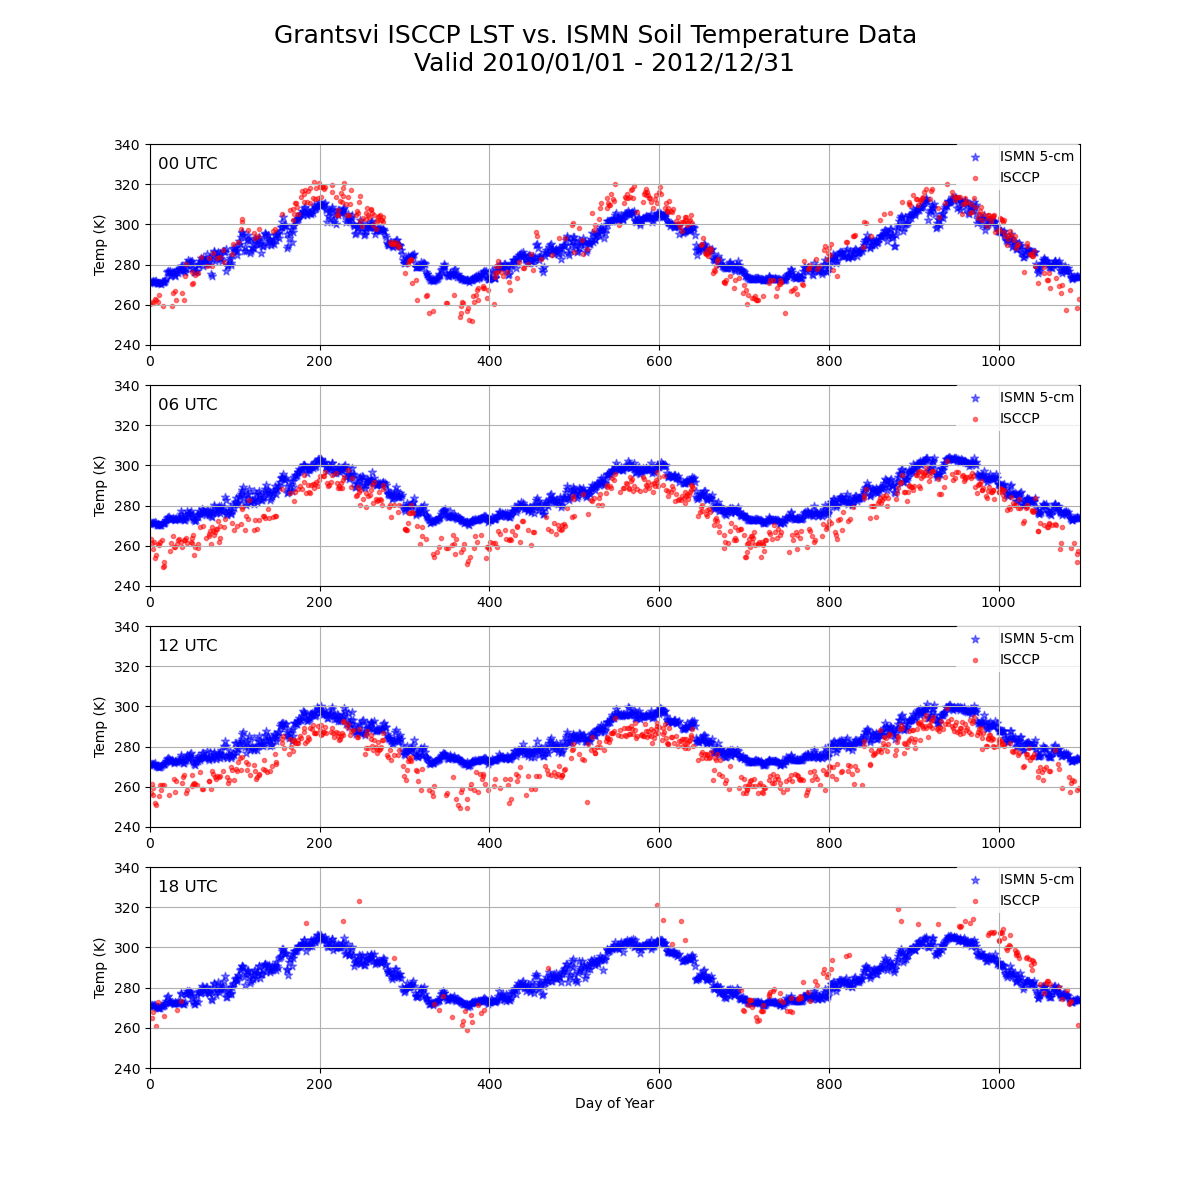 Grantsvi ISCCP LST vs. ISMN Soil Temperature Data
Valid 2010/01/01 - 2012/12/31
340
320
300
280
260
240
Temp (K)
00 UTC
ISMN 5-cm
ISCCP
0 200 400 600 800 1000
340
320
300
280
260
240
Temp (K)
06 UTC
ISMN 5-cm
ISCCP
0 200 400 600 800 1000
340
320
300
280
260
240
Temp (K)
12 UTC
ISMN 5-cm
ISCCP
0 200 400 600 800 1000
340
320
300
280
260
240
Temp (K)
18 UTC
ISMN 5-cm
ISCCP
0 200 400 600 800 1000
Day of Year